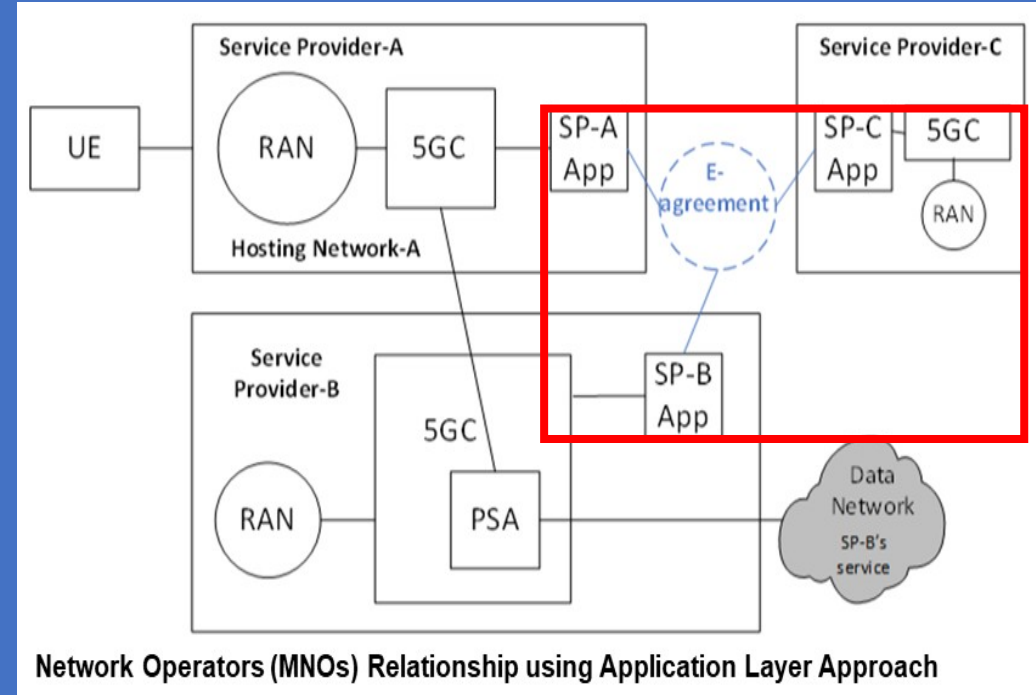 Service Provider-A
Service Provider-C
UE
RAN
5GC
SP-A
App
E-
agreement
SP-C
App
5GC
RAN
Hosting Network-A
Service
Provider-B
5GC
SP-B
App
RAN
PSA
Data
Network
SP-B's
service
Network Operators (MNOs) Relationship using Application Layer Approach